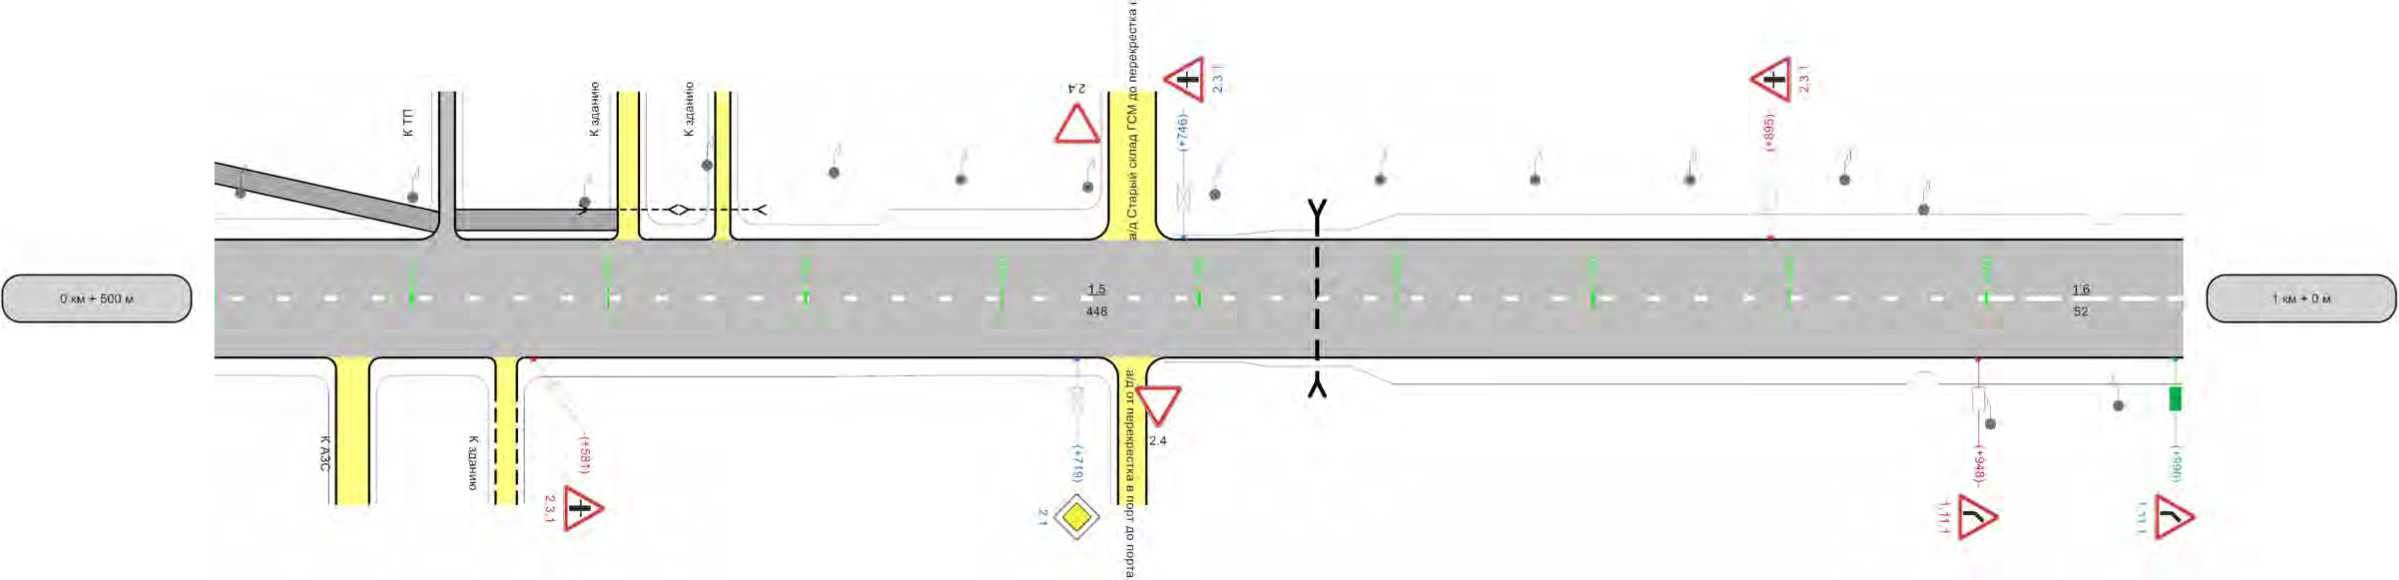 а/д Старый склад ГСМ до перекрестка
К ТП
К зданию
К зданию
2.4
2.3.1
(+746)-
2.3.1
(+895)-
0 км + 500 м
1.5
448
1.6
52
1 км + 0 м
К АЗС
К зданию
-(+581)
2.3.1
-(+719)
2.1
2.4
а/д от перекрестка в порт до порта
-(+948)
1.11.1
1.11.1